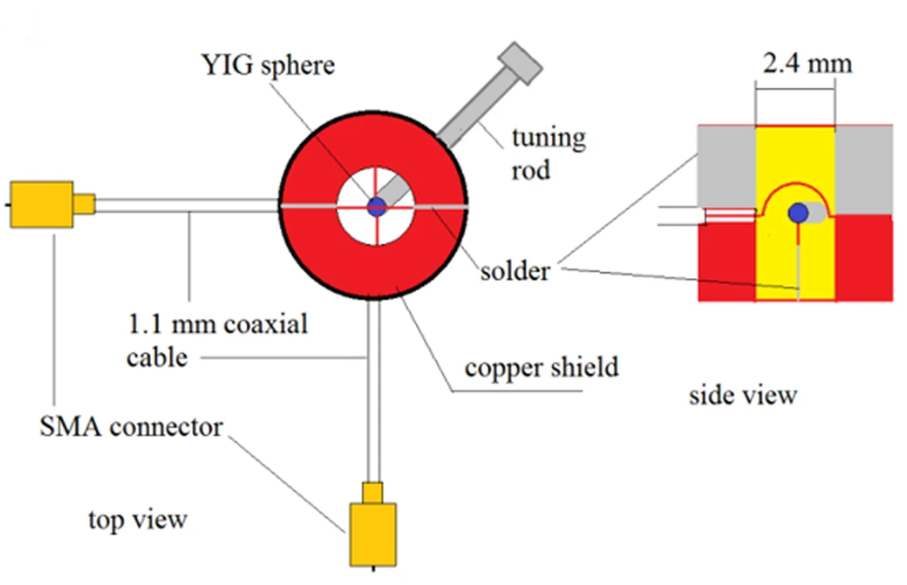 YIG sphere
2.4 mm
tuning
rod
solder
1.1 mm coaxial
cable
copper shield
side view
SMA connector
top view